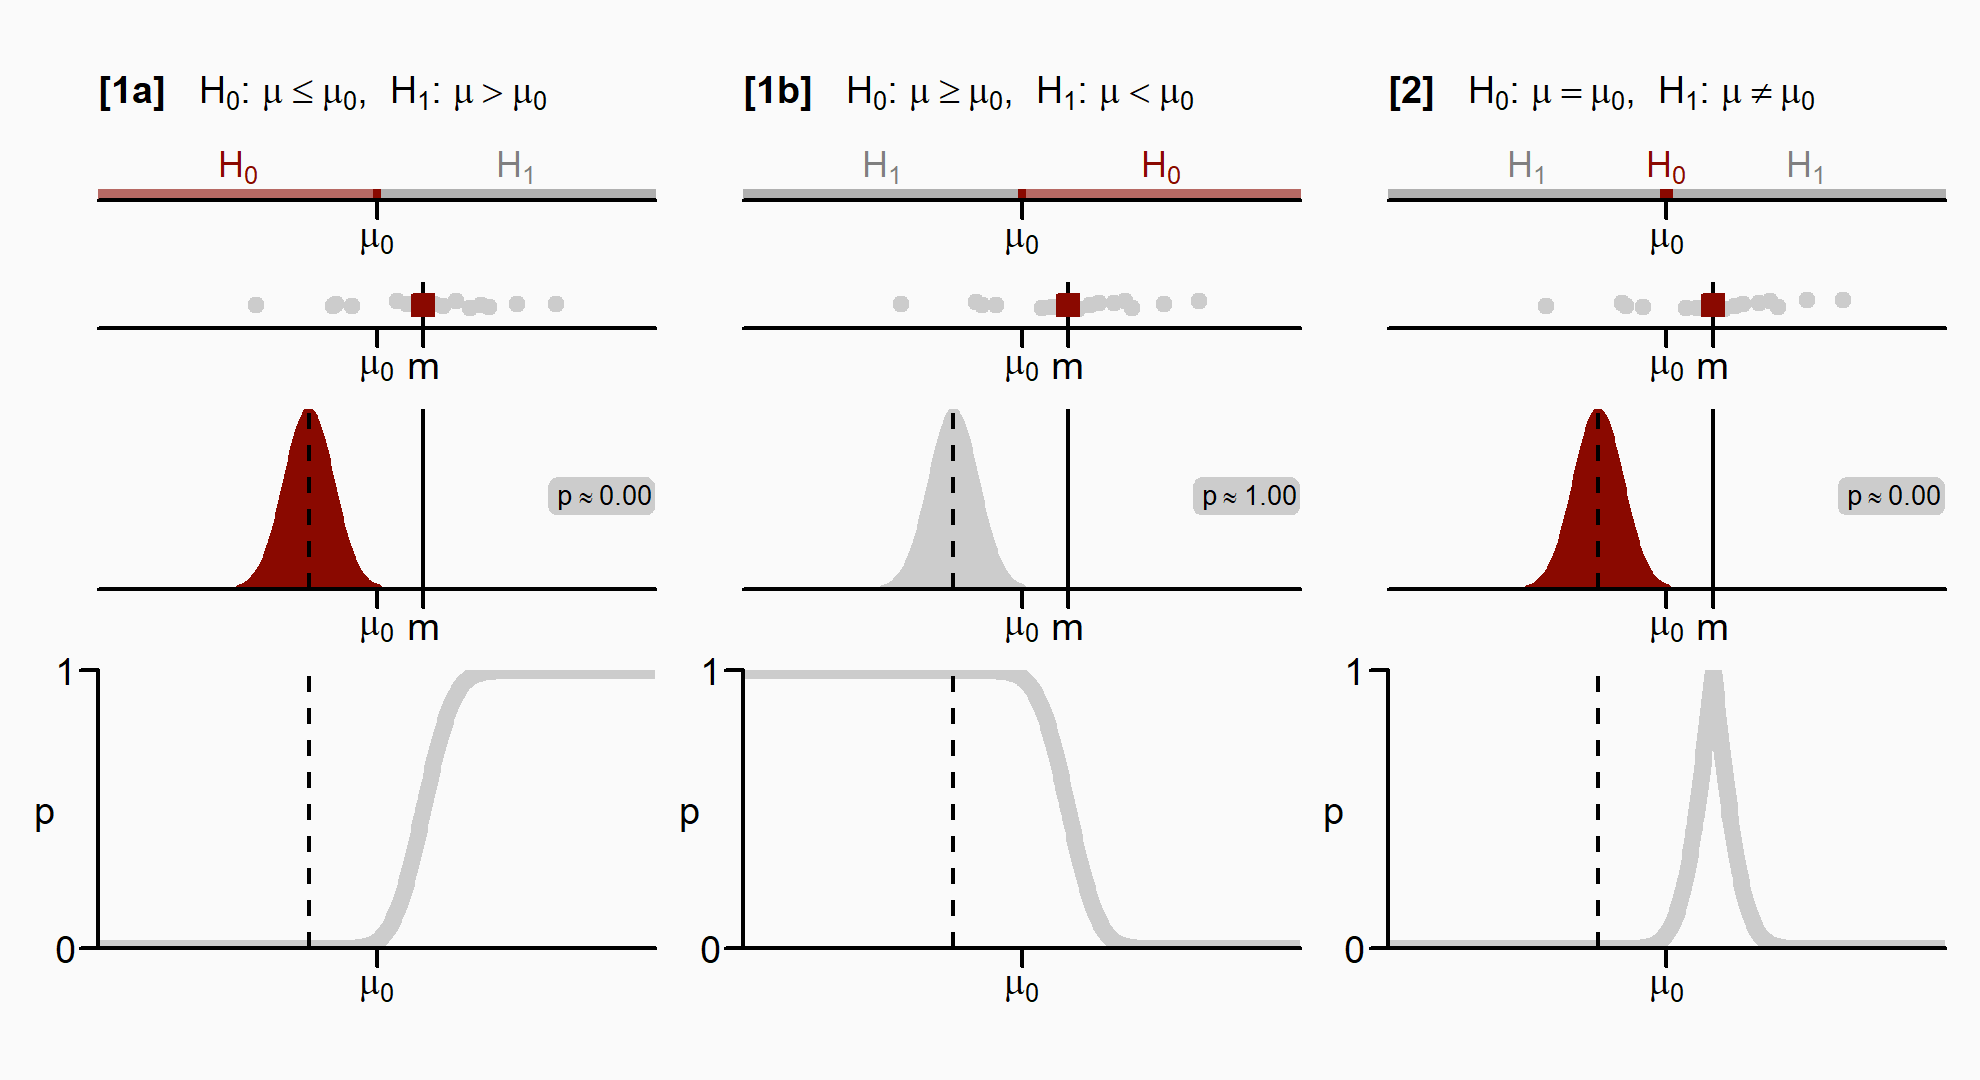 [1a] H₀: μ ≤ μ₀, H₁: μ > μ₀
H₀ H₁
μ₀
μ₀ m
p ≈ 0.00
μ₀ m
1
p
0
μ₀
[1b] H₀: μ ≥ μ₀, H₁: μ < μ₀
H₁ H₀
μ₀
μ₀ m
p ≈ 1.00
μ₀ m
1
p
0
μ₀
[2] H₀: μ = μ₀, H₁: μ ≠ μ₀
H₁ H₀ H₁
μ₀
μ₀ m
p ≈ 0.00
μ₀ m
1
p
0
μ₀